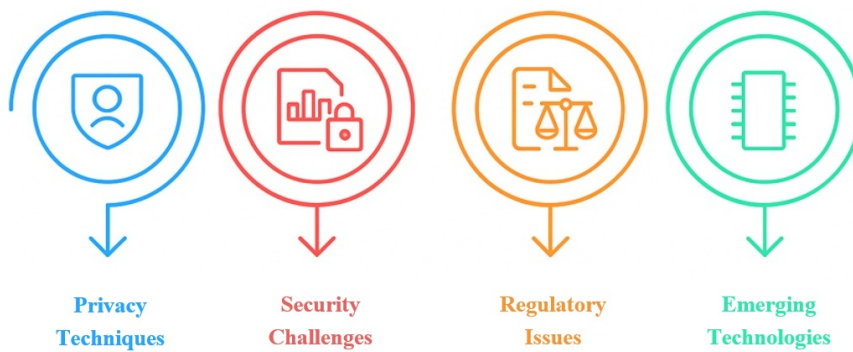 Privacy
Techniques
Security
Challenges
Regulatory
Issues
Emerging
Technologies